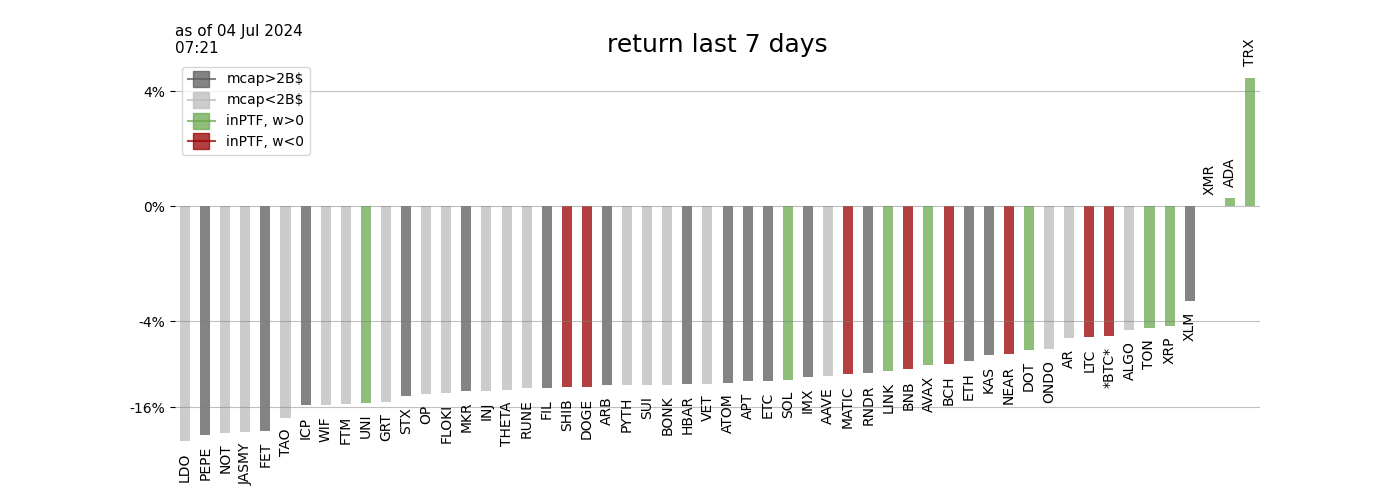 as of 04 Jul 2024
07:21
return last 7 days
mcap>2B$
mcap<2B$
inPTF, w>0
inPTF, w<0
4%
0%
-4%
-16%
LDO
PEPE
NOT
JASMY
FET
TAO
ICP
WIF
FTM
UNI
GRT
STX
OP
FLOKI
MKR
INJ
THETA
RUNE
FIL
SHIB
DOGE
ARB
PYTH
SUI
BONK
HBAR
VET
ATOM
APT
ETC
SOL
IMX
AAVE
MATIC
RNDR
LINK
BNB
AVAX
BCH
ETH
KAS
NEAR
DOT
ONDO
AR
LTC
*BTC*
ALGO
TON
XRP
XLM
XMR
ADA
TRX